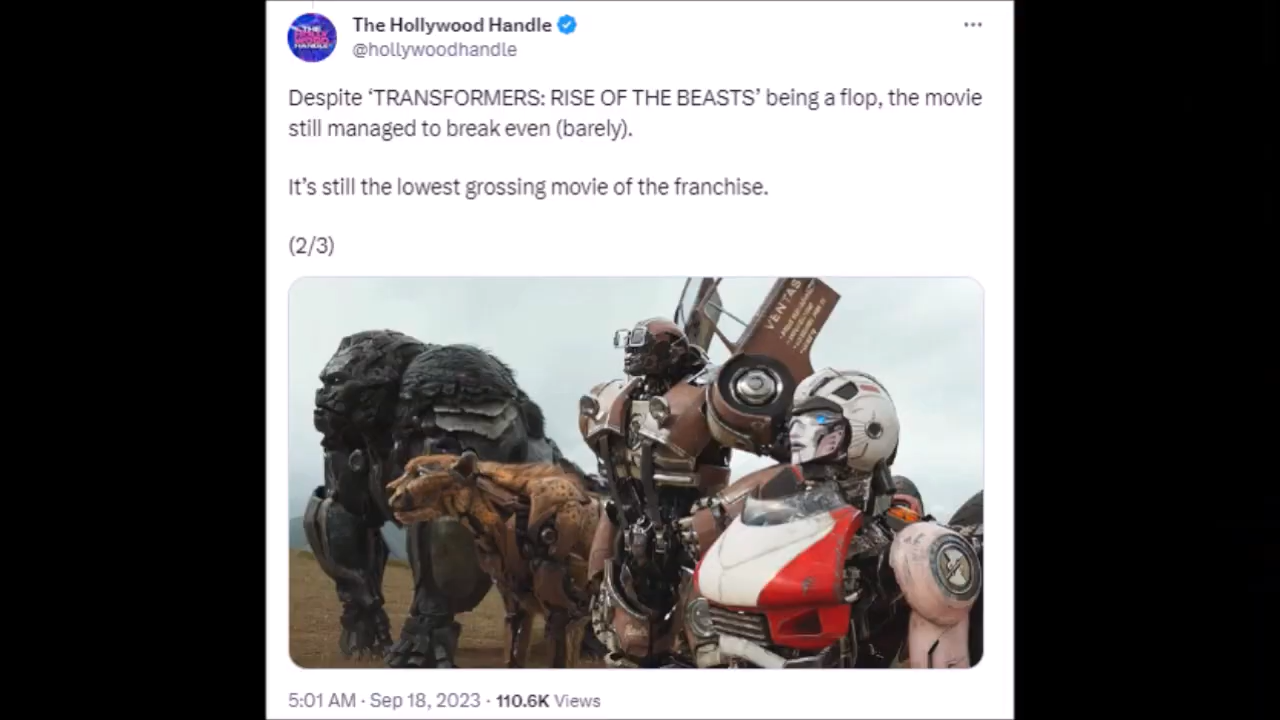 The Hollywood Handle
@hollywoodhandle
Despite ‘TRANSFORMERS: RISE OF THE BEASTS’ being a flop, the movie
still managed to break even (barely).
It’s still the lowest grossing movie of the franchise.
(2/3)
VENTAS
5:01 AM · Sep 18, 2023 · 110.6K Views